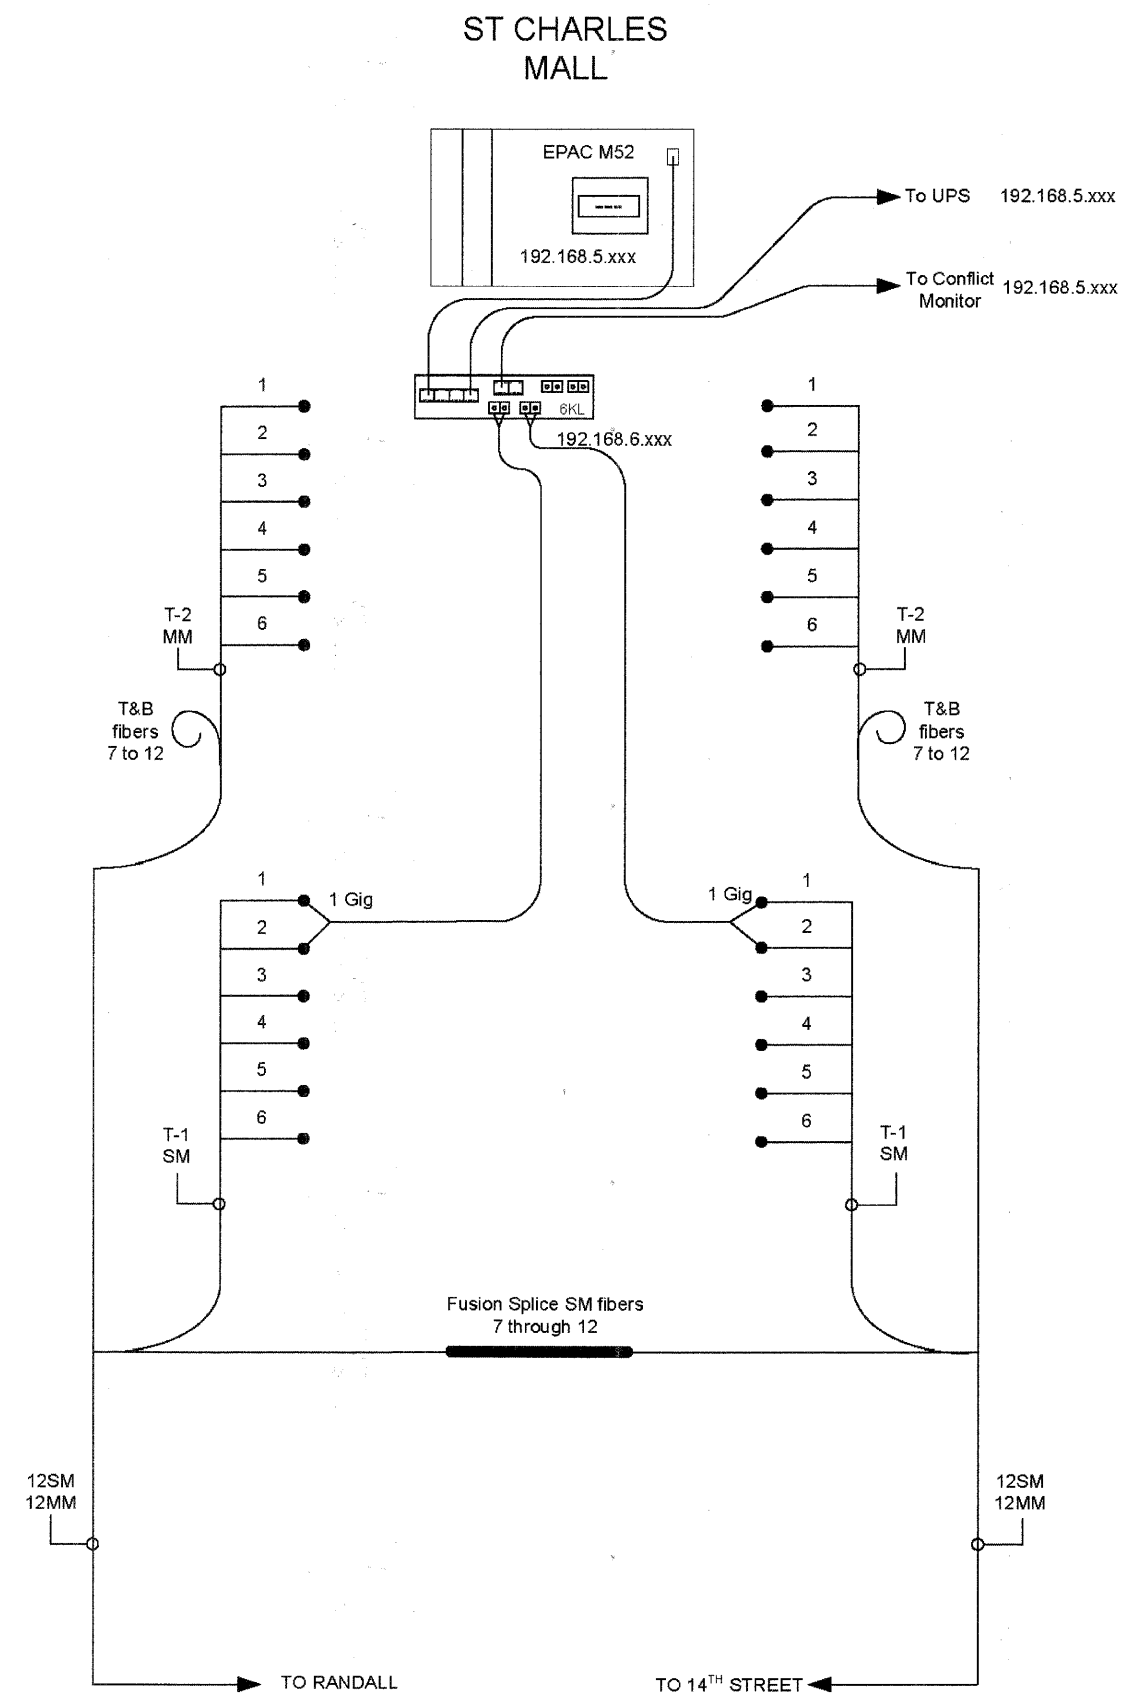 ST CHARLES
MALL
EPAC M52
192.168.5.xxx
To UPS 192.168.5.xxx
To Conflict
Monitor 192.168.5.xxx
6KL
192.168.6.xxx
1
2
3
4
5
6
T-2
MM
T&B
fibers
7 to 12
1
2
3
4
5
6
T-2
MM
T&B
fibers
7 to 12
1
1 Gig
2
3
4
5
6
T-1
SM
1 Gig
1
2
3
4
5
6
T-1
SM
Fusion Splice SM fibers
7 through 12
12SM
12MM
12SM
12MM
TO RANDALL
TO 14TH STREET